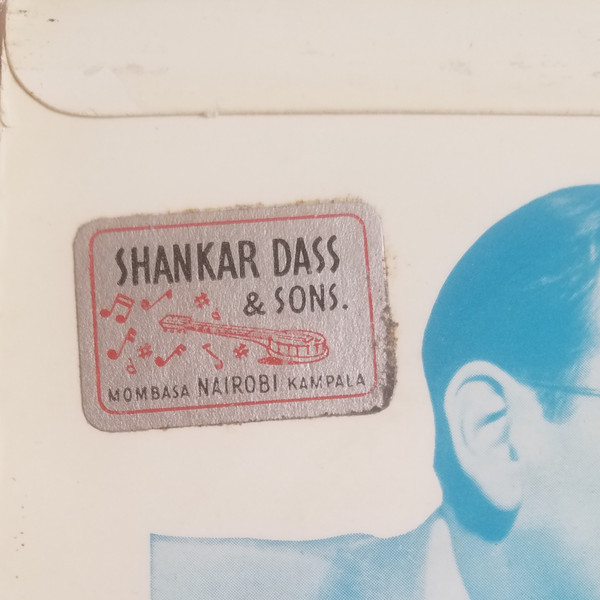 SHANKAR DASS
& SONS.
MOMBASA NAIROBI KAMPALA